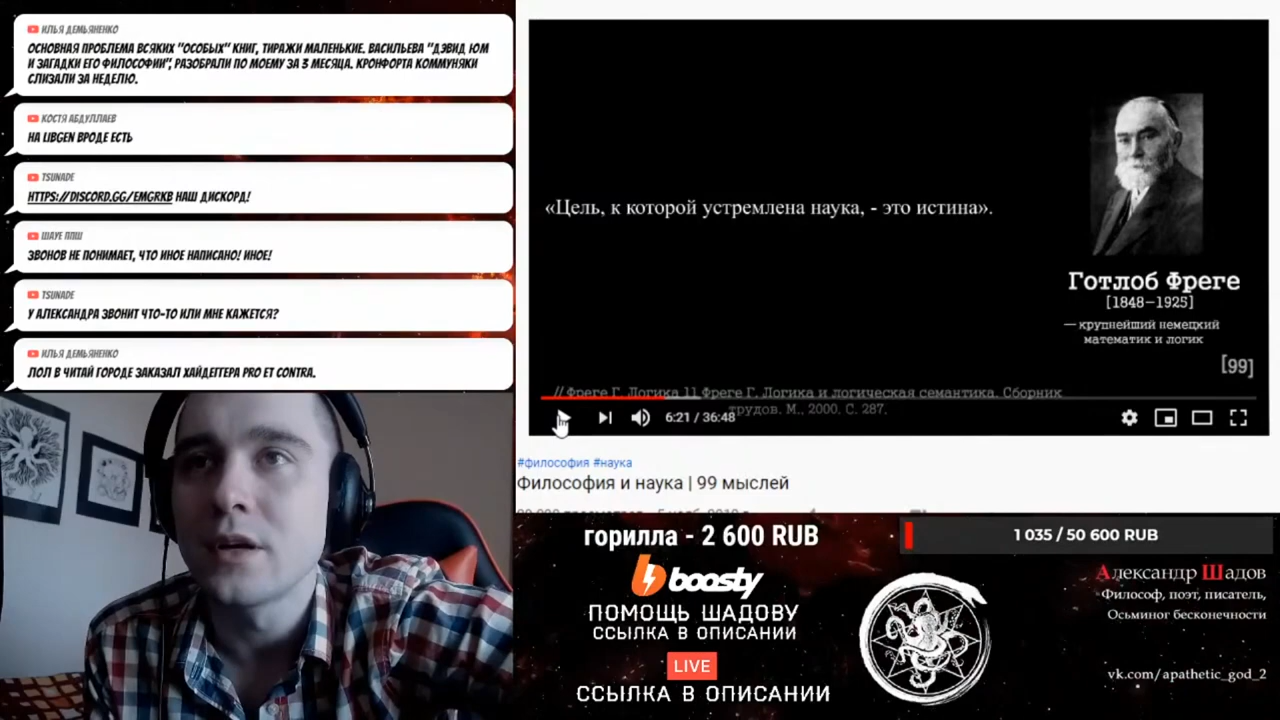 ИЛЬЯ ДЕМЬЯНЕНКО
ОСНОВНАЯ ПРОБЛЕМА ВСЯКИХ "ОСОБЫХ" КНИГ, ТИРАЖИ МАЛЕНЬКИЕ. ВАСИЛЬЕВА "ДЭВИД ЮМ
И ЗАГАДКИ ЕГО ФИЛОСОФИИ", РАЗОБРАЛИ ПО МОЕМУ ЗА 3 МЕСЯЦА. КРОНФОРТА КОММУНЯКИ
СЛИЗАЛИ ЗА НЕДЕЛЮ.
КОСТЯ АБДУЛЛАЕВ
НА LIBGEN ВРОДЕ ЕСТЬ
TSUNADE
HTTPS://DISCORD.GG/EMGRKB НАШ ДИСКОРД!
ШАУЕ ППШ
ЗВОНОВ НЕ ПОНИМАЕТ, ЧТО ИНОЕ НАПИСАНО! ИНОЕ!
TSUNADE
У АЛЕКСАНДРА ЗВОНИТ ЧТО-ТО ИЛИ МНЕ КАЖЕТСЯ?
ИЛЬЯ ДЕМЬЯНЕНКО
ЛОЛ В ЧИТАЙ ГОРОДЕ ЗАКАЗАЛ ХАЙДЕГГЕРА PRO ET CONTRA.
«Цель, к которой устремлена наука, - это истина».
Готлоб Фреге
[1848–1925]
— крупнейший немецкий
математик и логик
[99]
// Фреге Г. Логика // Фреге Г. Логика и логическая семантика. Сборник
трудов. М., 2000. С. 287.
6:21 / 36:48
#философия #наука
Философия и наука | 99 мыслей
горилла - 2 600 RUB
boosty
ПОМОЩЬ ШАДОВУ
ССЫЛКА В ОПИСАНИИ
LIVE
ССЫЛКА В ОПИСАНИИ
1 035 / 50 600 RUB
Александр Шадов
Философ, поэт, писатель,
Осьминог бесконечности
vk.com/apathetic_god_2